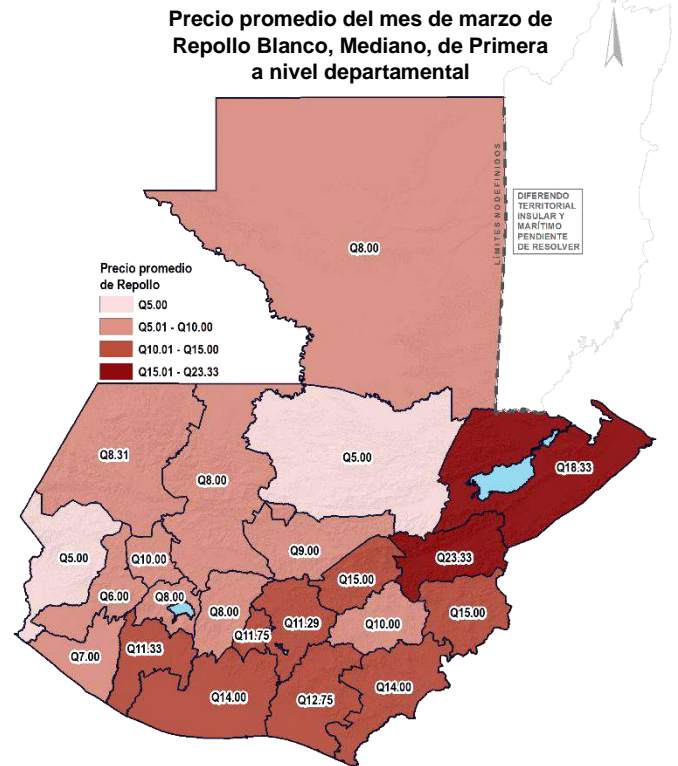 Precio promedio del mes de marzo de
Repollo Blanco, Mediano, de Primera
a nivel departamental
LÍMITES NO DEFINIDOS
DIFERENDO
TERRITORIAL
INSULAR Y
MARÍTIMO
PENDIENTE
DE RESOLVER
Q8.00
Precio promedio
de Repollo
Q5.00
Q5.01 - Q10.00
Q10.01 - Q15.00
Q15.01 - Q23.33
Q8.31
Q8.00
Q5.00
Q18.33
Q5.00
Q10.00
Q9.00
Q23.33
Q6.00
Q8.00
Q8.00
Q15.00
Q15.00
Q11.75
Q11.29
Q10.00
Q7.00
Q11.33
Q14.00
Q12.75
Q14.00